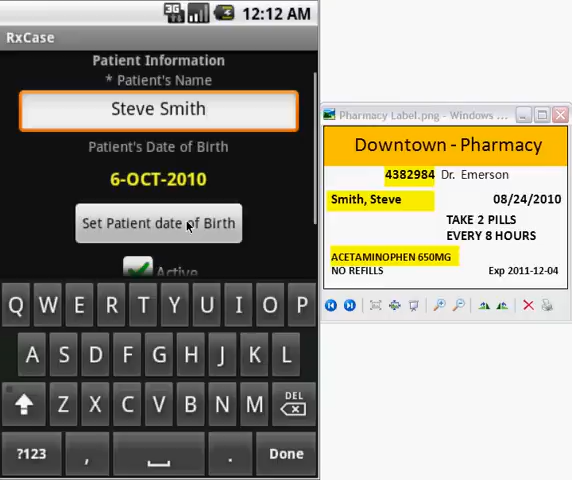 3G 12:12 AM
RxCase
Patient Information
* Patient's Name
Steve Smith
Patient's Date of Birth
6-OCT-2010
Set Patient date of Birth
Active
Q W E R T Y U I O P
A S D F G H J K L
Z X C V B N M DEL
?123 , . Done
Pharmacy Label.png - Windows ...
Downtown - Pharmacy
4382984 Dr. Emerson
Smith, Steve 08/24/2010
TAKE 2 PILLS
EVERY 8 HOURS
ACETAMINOPHEN 650MG
NO REFILLS Exp 2011-12-04